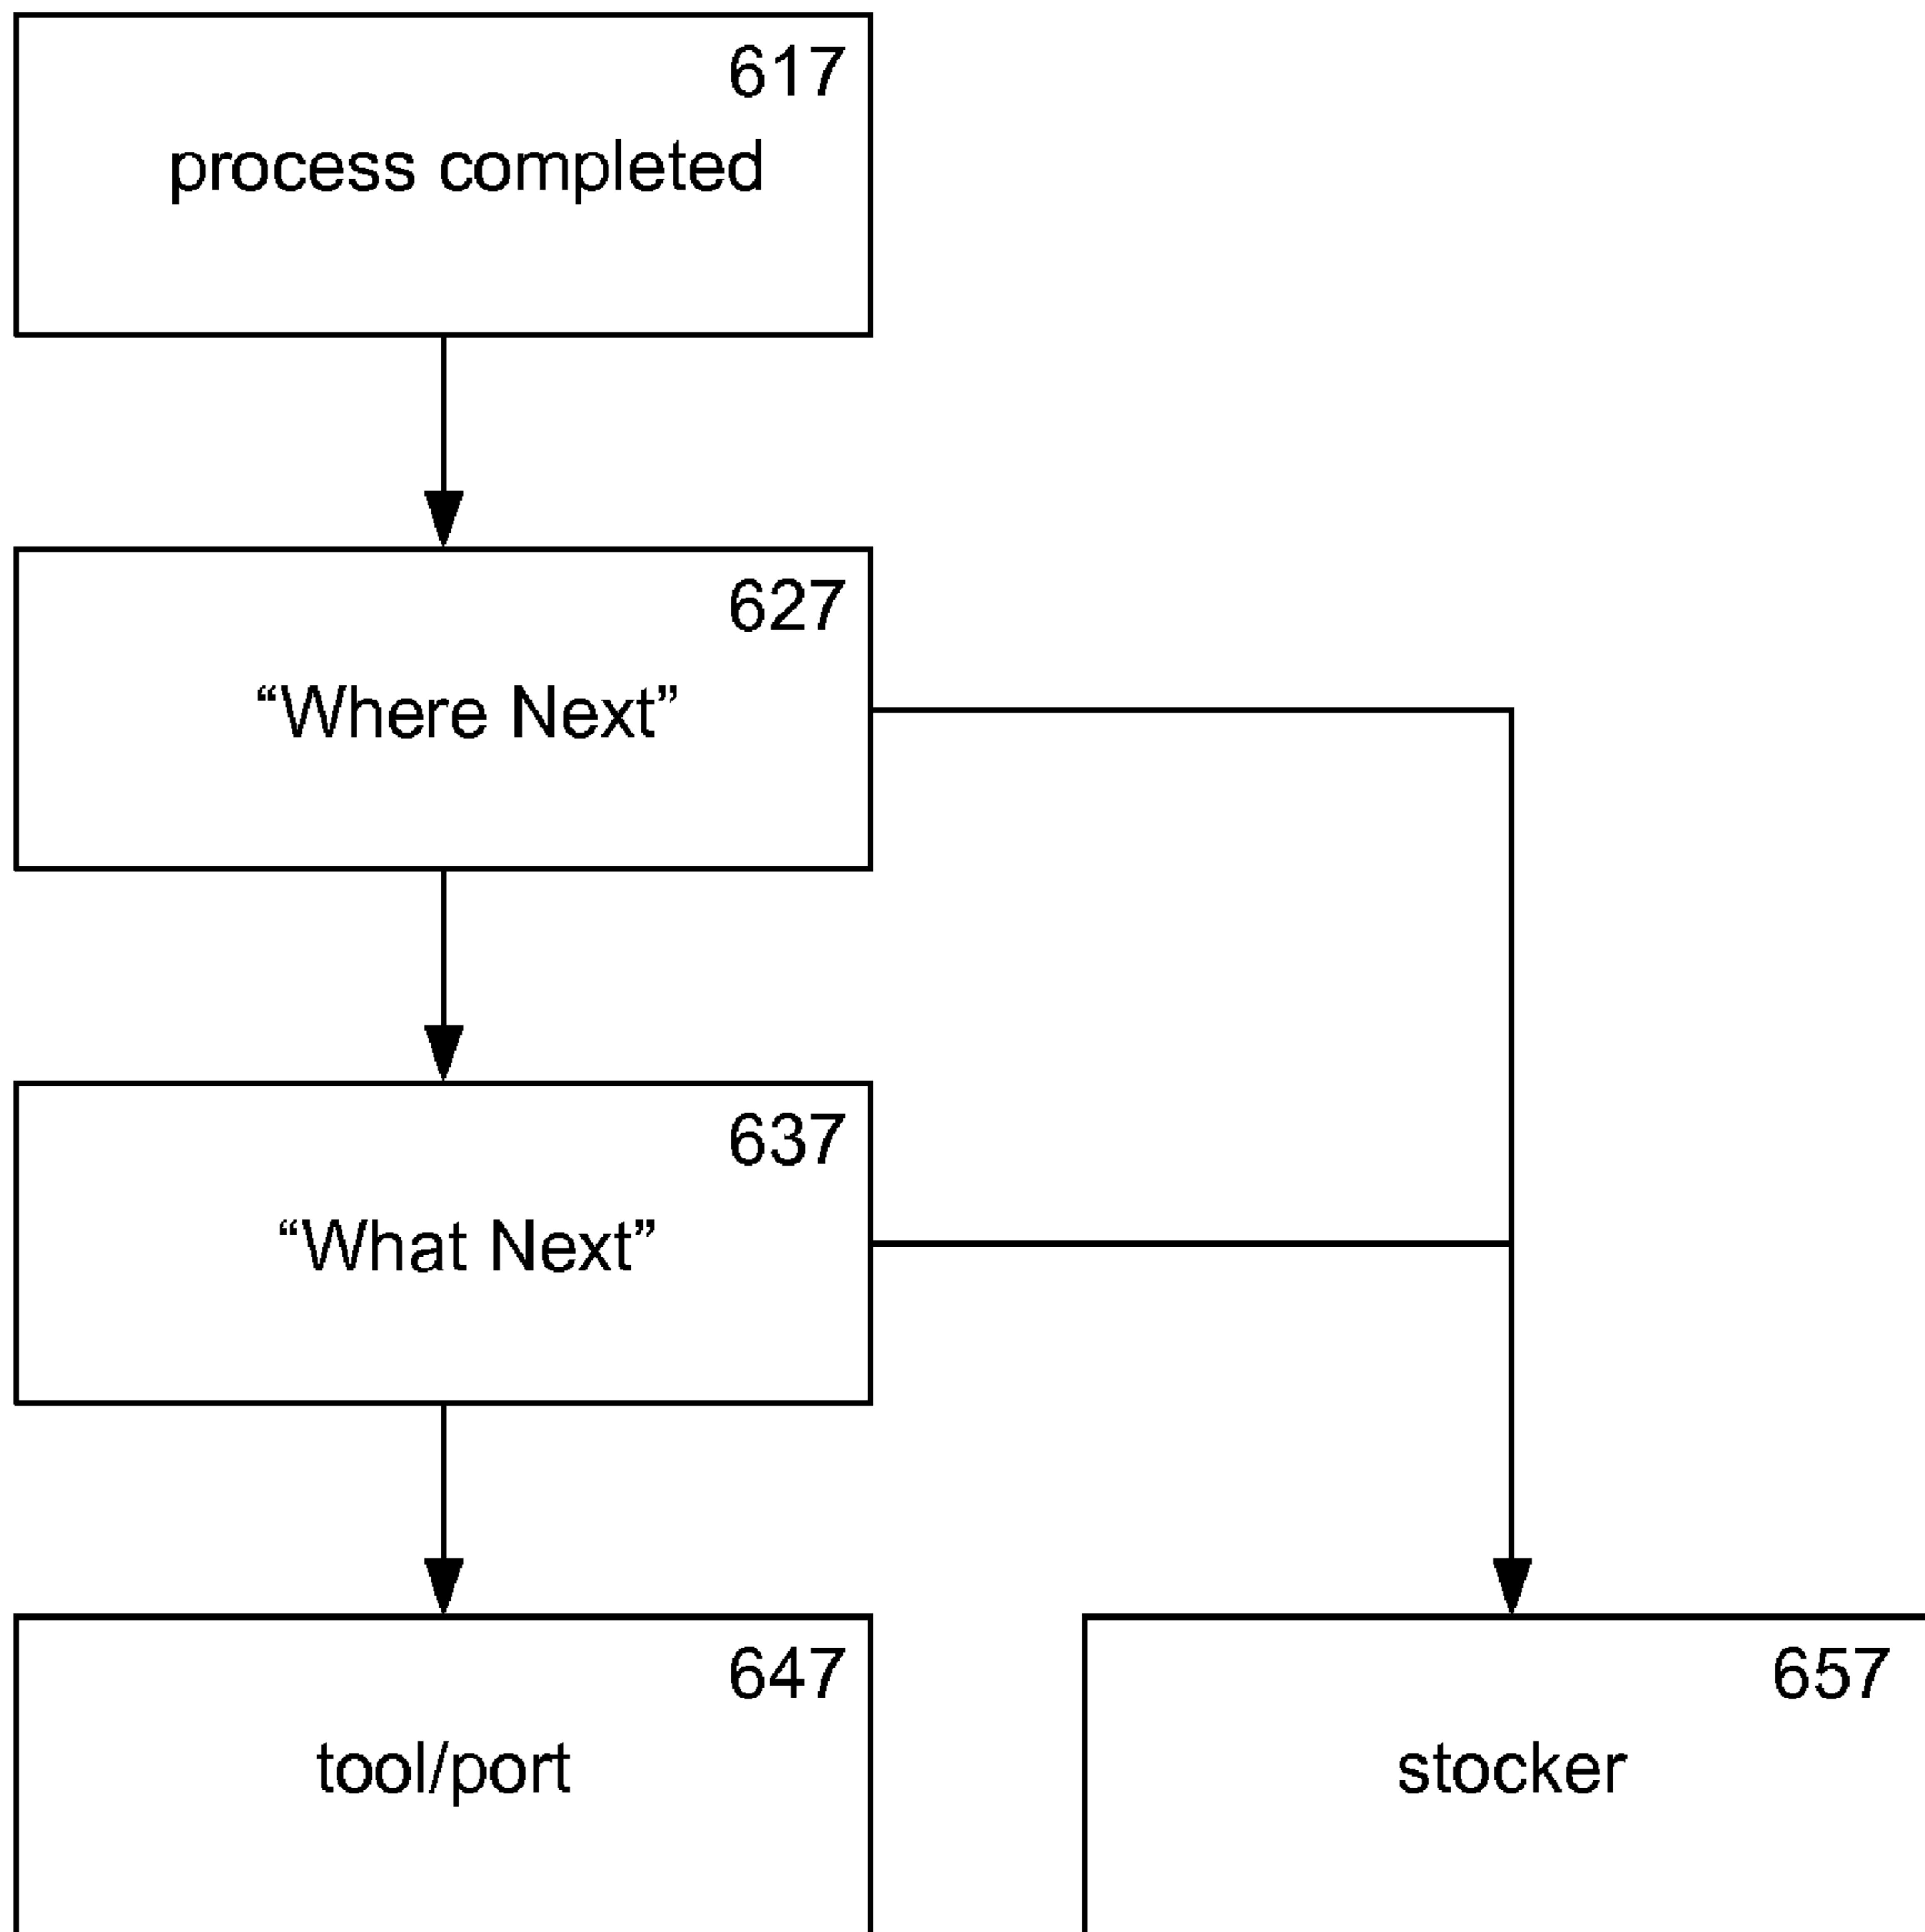 617
process completed
627
“Where Next”
637
“What Next”
647
tool/port
657
stocker